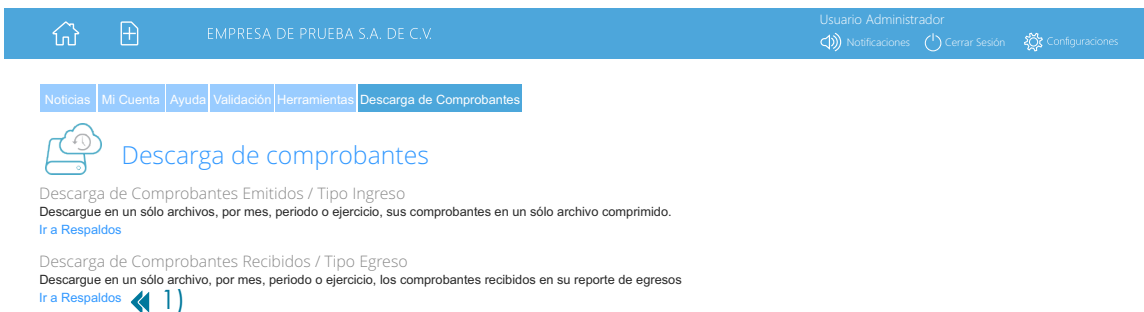 EMPRESA DE PRUEBA S.A. DE C.V.
Usuario Administrador
Notificaciones Cerrar Sesión Configuraciones
Noticias Mi Cuenta Ayuda Validación Herramientas Descarga de Comprobantes
Descarga de comprobantes
Descarga de Comprobantes Emitidos / Tipo Ingreso
Descargue en un sólo archivos, por mes, periodo o ejercicio, sus comprobantes en un sólo archivo comprimido.
Ir a Respaldos
Descarga de Comprobantes Recibidos / Tipo Egreso
Descargue en un sólo archivo, por mes, periodo o ejercicio, los comprobantes recibidos en su reporte de egresos
Ir a Respaldos 1)